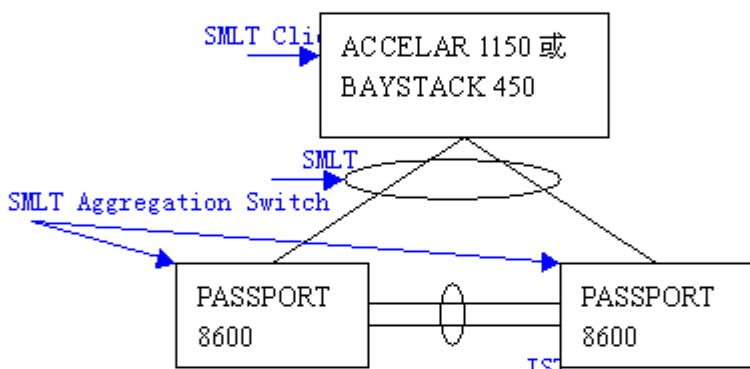 SMLT
ACCELAR 1150 或
BAYSTACK 450
SMLT
SMLT Aggregation Switch
PASSPORT
8600
PASSPORT
8600